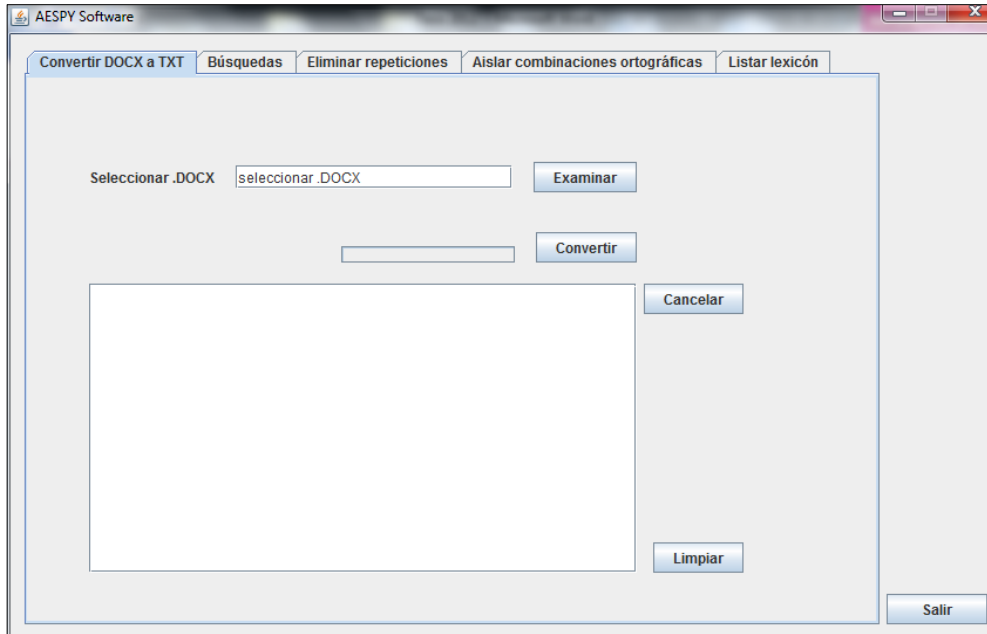 AESPY Software
Convertir DOCX a TXT Búsquedas Eliminar repeticiones Aislar combinaciones ortográficas Listar lexicón
Seleccionar .DOCX seleccionar .DOCX Examinar
Convertir
Cancelar
Limpiar
Salir